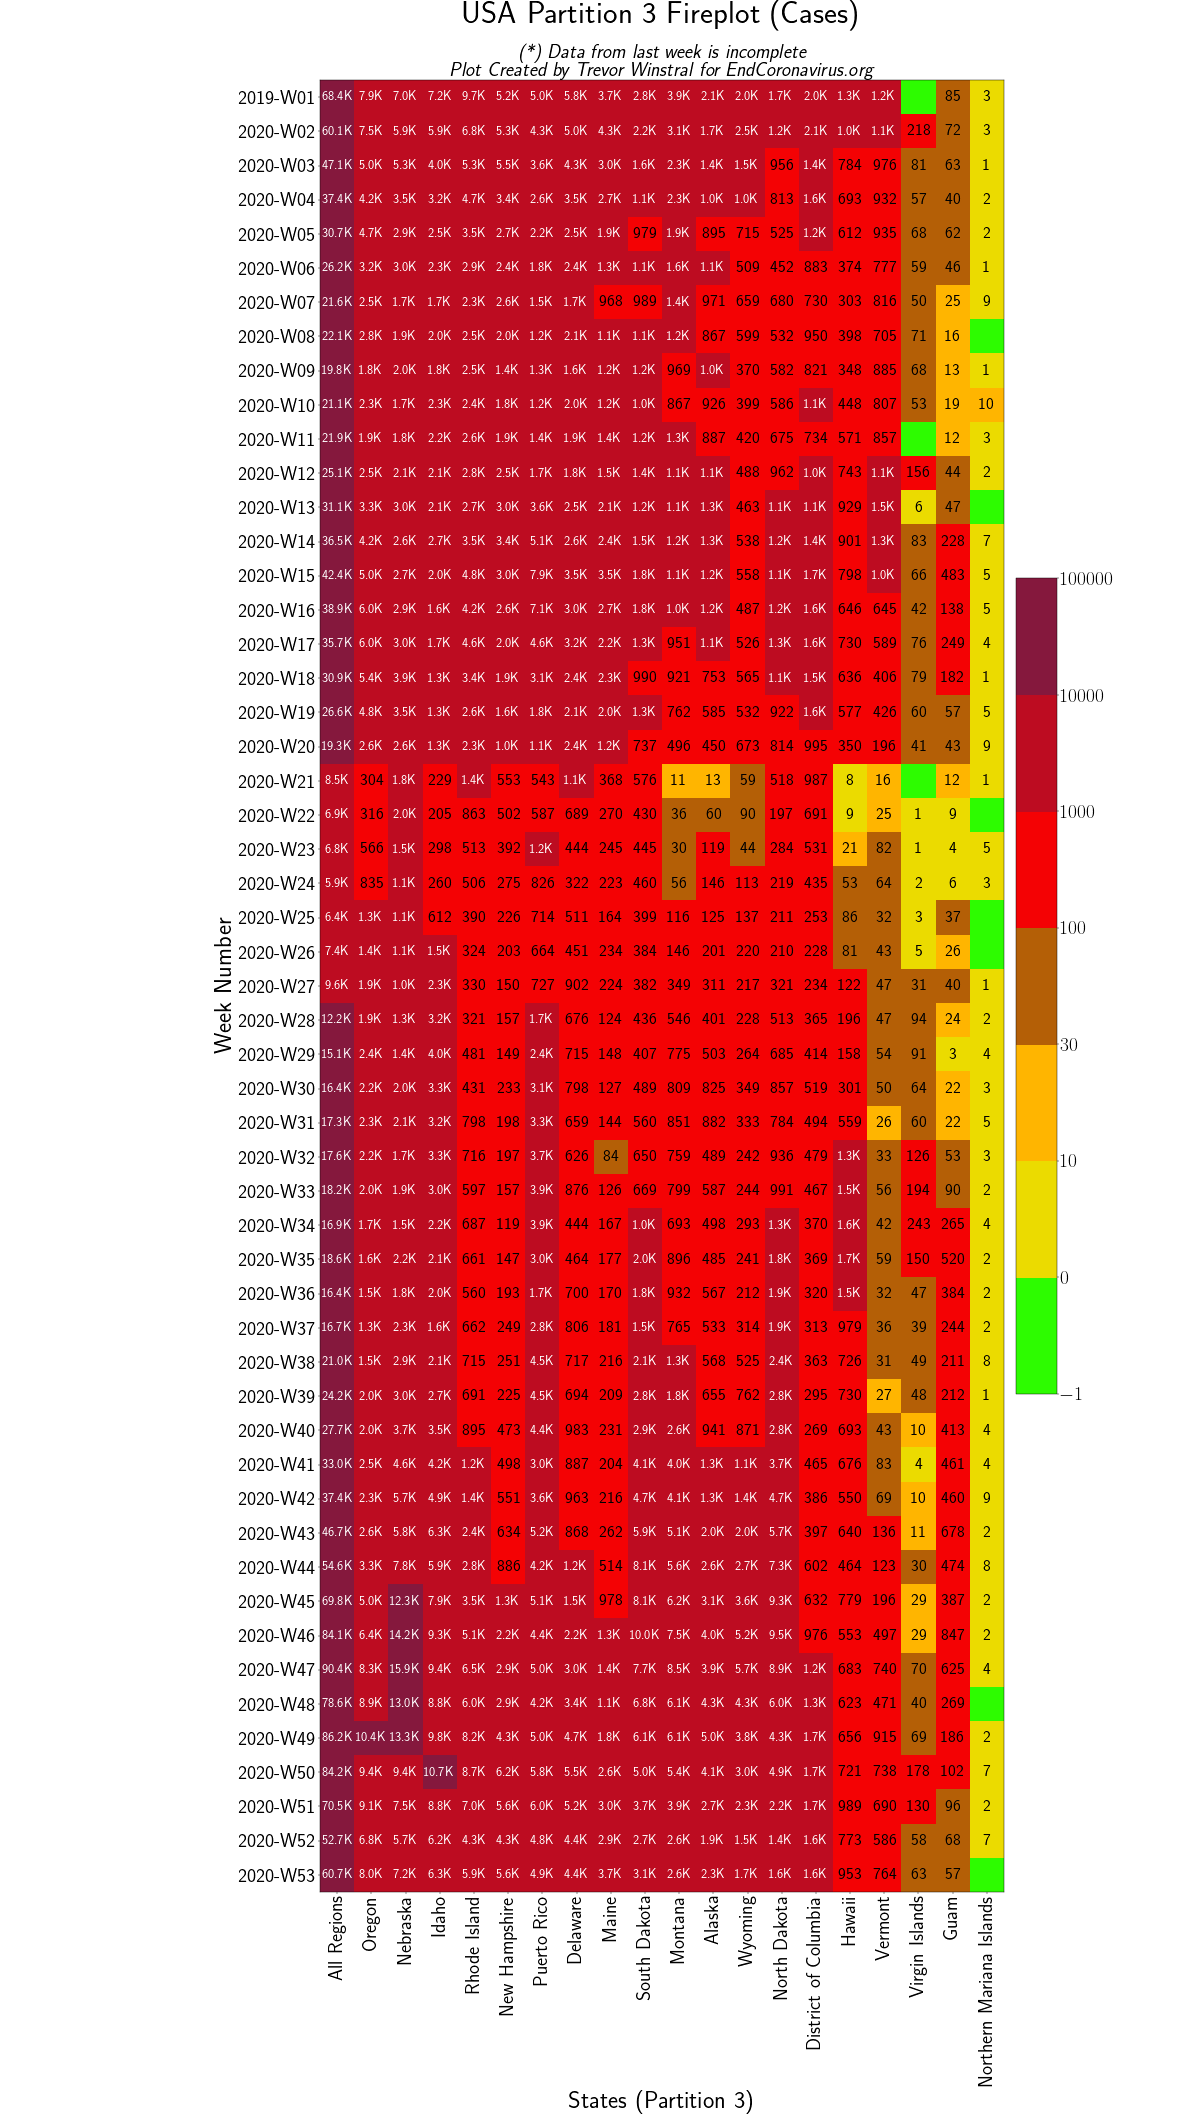 USA Partition 3 Fireplot (Cases)
(*) Data from last week is incomplete
Plot Created by Trevor Winstral for EndCoronavirus.org
2019-W01 68.4K 7.9K 7.0K 7.2K 9.7K 5.2K 5.0K 5.8K 3.7K 2.8K 3.9K 2.1K 2.0K 1.7K 2.0K 1.3K 1.2K 85 3
2020-W02 60.1K 7.5K 5.9K 5.9K 6.8K 5.3K 4.3K 5.0K 4.3K 2.2K 3.1K 1.7K 2.5K 1.2K 2.1K 1.0K 1.1K 218 72 3
2020-W03 47.1K 5.0K 5.3K 4.0K 5.3K 5.5K 3.6K 4.3K 3.0K 1.6K 2.3K 1.4K 1.5K 956 1.4K 784 976 81 63 1
2020-W04 37.4K 4.2K 3.5K 3.2K 4.7K 3.4K 2.6K 3.5K 2.7K 1.1K 2.3K 1.0K 1.0K 813 1.6K 693 932 57 40 2
2020-W05 30.7K 4.7K 2.9K 2.5K 3.5K 2.7K 2.2K 2.5K 1.9K 979 1.9K 895 715 525 1.2K 612 935 68 62 2
2020-W06 26.2K 3.2K 3.0K 2.3K 2.9K 2.4K 1.8K 2.4K 1.3K 1.1K 1.6K 1.1K 509 452 883 374 777 59 46 1
2020-W07 21.6K 2.5K 1.7K 1.7K 2.3K 2.6K 1.5K 1.7K 968 989 1.4K 971 659 680 730 303 816 50 25 9
2020-W08 22.1K 2.8K 1.9K 2.0K 2.5K 2.0K 1.2K 2.1K 1.1K 1.1K 1.2K 867 599 532 950 398 705 71 16
2020-W09 19.8K 1.8K 2.0K 1.8K 2.5K 1.4K 1.3K 1.6K 1.2K 1.2K 969 1.0K 370 582 821 348 885 68 13 1
2020-W10 21.1K 2.3K 1.7K 2.3K 2.4K 1.8K 1.2K 2.0K 1.2K 1.0K 867 926 399 586 1.1K 448 807 53 19 10
2020-W11 21.9K 1.9K 1.8K 2.2K 2.6K 1.9K 1.4K 1.9K 1.4K 1.2K 1.3K 887 420 675 734 571 857 12 3
2020-W12 25.1K 2.5K 2.1K 2.1K 2.8K 2.5K 1.7K 1.8K 1.5K 1.4K 1.1K 1.1K 488 962 1.0K 743 1.1K 156 44 2
2020-W13 31.1K 3.3K 3.0K 2.1K 2.7K 3.0K 3.6K 2.5K 2.1K 1.2K 1.1K 1.3K 463 1.1K 1.1K 929 1.5K 6 47
2020-W14 36.5K 4.2K 2.6K 2.7K 3.5K 3.4K 5.1K 2.6K 2.4K 1.5K 1.2K 1.3K 538 1.2K 1.4K 901 1.3K 83 228 7
2020-W15 42.4K 5.0K 2.7K 2.0K 4.8K 3.0K 7.9K 3.5K 3.5K 1.8K 1.1K 1.2K 558 1.1K 1.7K 798 1.0K 66 483 5
2020-W16 38.9K 6.0K 2.9K 1.6K 4.2K 2.6K 7.1K 3.0K 2.7K 1.8K 1.0K 1.2K 487 1.2K 1.6K 646 645 42 138 5
2020-W17 35.7K 6.0K 3.0K 1.7K 4.6K 2.0K 4.6K 3.2K 2.2K 1.3K 951 1.1K 526 1.3K 1.6K 730 589 76 249 4
2020-W18 30.9K 5.4K 3.9K 1.3K 3.4K 1.9K 3.1K 2.4K 2.3K 990 921 753 565 1.1K 1.5K 636 406 79 182 1
2020-W19 26.6K 4.8K 3.5K 1.3K 2.6K 1.6K 1.8K 2.1K 2.0K 1.3K 762 585 532 922 1.6K 577 426 60 57 5
2020-W20 19.3K 2.6K 2.6K 1.3K 2.3K 1.0K 1.1K 2.4K 1.2K 737 496 450 673 814 995 350 196 41 43 9
2020-W21 8.5K 304 1.8K 229 1.4K 553 543 1.1K 368 576 11 13 59 518 987 8 16 12 1
2020-W22 6.9K 316 2.0K 205 863 502 587 689 270 430 36 60 90 197 691 9 25 1 9
2020-W23 6.8K 566 1.5K 298 513 392 1.2K 444 245 445 30 119 44 284 531 21 82 1 4 5
2020-W24 5.9K 835 1.1K 260 506 275 826 322 223 460 56 146 113 219 435 53 64 2 6 3
2020-W25 6.4K 1.3K 1.1K 612 390 226 714 511 164 399 116 125 137 211 253 86 32 3 37
2020-W26 7.4K 1.4K 1.1K 1.5K 324 203 664 451 234 384 146 201 220 210 228 81 43 5 26
2020-W27 9.6K 1.9K 1.0K 2.3K 330 150 727 902 224 382 349 311 217 321 234 122 47 31 40 1
2020-W28 12.2K 1.9K 1.3K 3.2K 321 157 1.7K 676 124 436 546 401 228 513 365 196 47 94 24 2
2020-W29 15.1K 2.4K 1.4K 4.0K 481 149 2.4K 715 148 407 775 503 264 685 414 158 54 91 3 4
2020-W30 16.4K 2.2K 2.0K 3.3K 431 233 3.1K 798 127 489 809 825 349 857 519 301 50 64 22 3
2020-W31 17.3K 2.3K 2.1K 3.2K 798 198 3.3K 659 144 560 851 882 333 784 494 559 26 60 22 5
2020-W32 17.6K 2.2K 1.7K 3.3K 716 197 3.7K 626 84 650 759 489 242 936 479 1.3K 33 126 53 3
2020-W33 18.2K 2.0K 1.9K 3.0K 597 157 3.9K 876 126 669 799 587 244 991 467 1.5K 56 194 90 2
2020-W34 16.9K 1.7K 1.5K 2.2K 687 119 3.9K 444 167 1.0K 693 498 293 1.3K 370 1.6K 42 243 265 4
2020-W35 18.6K 1.6K 2.2K 2.1K 661 147 3.0K 464 177 2.0K 896 485 241 1.8K 369 1.7K 59 150 520 2
2020-W36 16.4K 1.5K 1.8K 2.0K 560 193 1.7K 700 170 1.8K 932 567 212 1.9K 320 1.5K 32 47 384 2
2020-W37 16.7K 1.3K 2.3K 1.6K 662 249 2.8K 806 181 1.5K 765 533 314 1.9K 313 979 36 39 244 2
2020-W38 21.0K 1.5K 2.9K 2.1K 715 251 4.5K 717 216 2.1K 1.3K 568 525 2.4K 363 726 31 49 211 8
2020-W39 24.2K 2.0K 3.0K 2.7K 691 225 4.5K 694 209 2.8K 1.8K 655 762 2.8K 295 730 27 48 212 1
2020-W40 27.7K 2.0K 3.7K 3.5K 895 473 4.4K 983 231 2.9K 2.6K 941 871 2.8K 269 693 43 10 413 4
2020-W41 33.0K 2.5K 4.6K 4.2K 1.2K 498 3.0K 887 204 4.1K 4.0K 1.3K 1.1K 3.7K 465 676 83 4 461 4
2020-W42 37.4K 2.3K 5.7K 4.9K 1.4K 551 3.6K 963 216 4.7K 4.1K 1.3K 1.4K 4.7K 386 550 69 10 460 9
2020-W43 46.7K 2.6K 5.8K 6.3K 2.4K 634 5.2K 868 262 5.9K 5.1K 2.0K 2.0K 5.7K 397 640 136 11 678 2
2020-W44 54.6K 3.3K 7.8K 5.9K 2.8K 886 4.2K 1.2K 514 8.1K 5.6K 2.6K 2.7K 7.3K 602 464 123 30 474 8
2020-W45 69.8K 5.0K 12.3K 7.9K 3.5K 1.3K 5.1K 1.5K 978 8.1K 6.2K 3.1K 3.6K 9.3K 632 779 196 29 387 2
2020-W46 84.1K 6.4K 14.2K 9.3K 5.1K 2.2K 4.4K 2.2K 1.3K 10.0K 7.5K 4.0K 5.2K 9.5K 976 553 497 29 847 2
2020-W47 90.4K 8.3K 15.9K 9.4K 6.5K 2.9K 5.0K 3.0K 1.4K 7.7K 8.5K 3.9K 5.7K 8.9K 1.2K 683 740 70 625 4
2020-W48 78.6K 8.9K 13.0K 8.8K 6.0K 2.9K 4.2K 3.4K 1.1K 6.8K 6.1K 4.3K 4.3K 6.0K 1.3K 623 471 40 269
2020-W49 86.2K 10.4K 13.3K 9.8K 8.2K 4.3K 5.0K 4.7K 1.8K 6.1K 6.1K 5.0K 3.8K 4.3K 1.7K 656 915 69 186 2
2020-W50 84.2K 9.4K 9.4K 10.7K 8.7K 6.2K 5.8K 5.5K 2.6K 5.0K 5.4K 4.1K 3.0K 4.9K 1.7K 721 738 178 102 7
2020-W51 70.5K 9.1K 7.5K 8.8K 7.0K 5.6K 6.0K 5.2K 3.0K 3.7K 3.9K 2.7K 2.3K 2.2K 1.7K 989 690 130 96 2
2020-W52 52.7K 6.8K 5.7K 6.2K 4.3K 4.3K 4.8K 4.4K 2.9K 2.7K 2.6K 1.9K 1.5K 1.4K 1.6K 773 586 58 68 7
2020-W53 60.7K 8.0K 7.2K 6.3K 5.9K 5.6K 4.9K 4.4K 3.7K 3.1K 2.6K 2.3K 1.7K 1.6K 1.6K 953 764 63 57
Week Number
All Regions
Oregon
Nebraska
Idaho
Rhode Island
New Hampshire
Puerto Rico
Delaware
Maine
South Dakota
Montana
Alaska
Wyoming
North Dakota
District of Columbia
Hawaii
Vermont
Virgin Islands
Guam
Northern Mariana Islands
States (Partition 3)
100000
10000
1000
100
30
10
0
−1